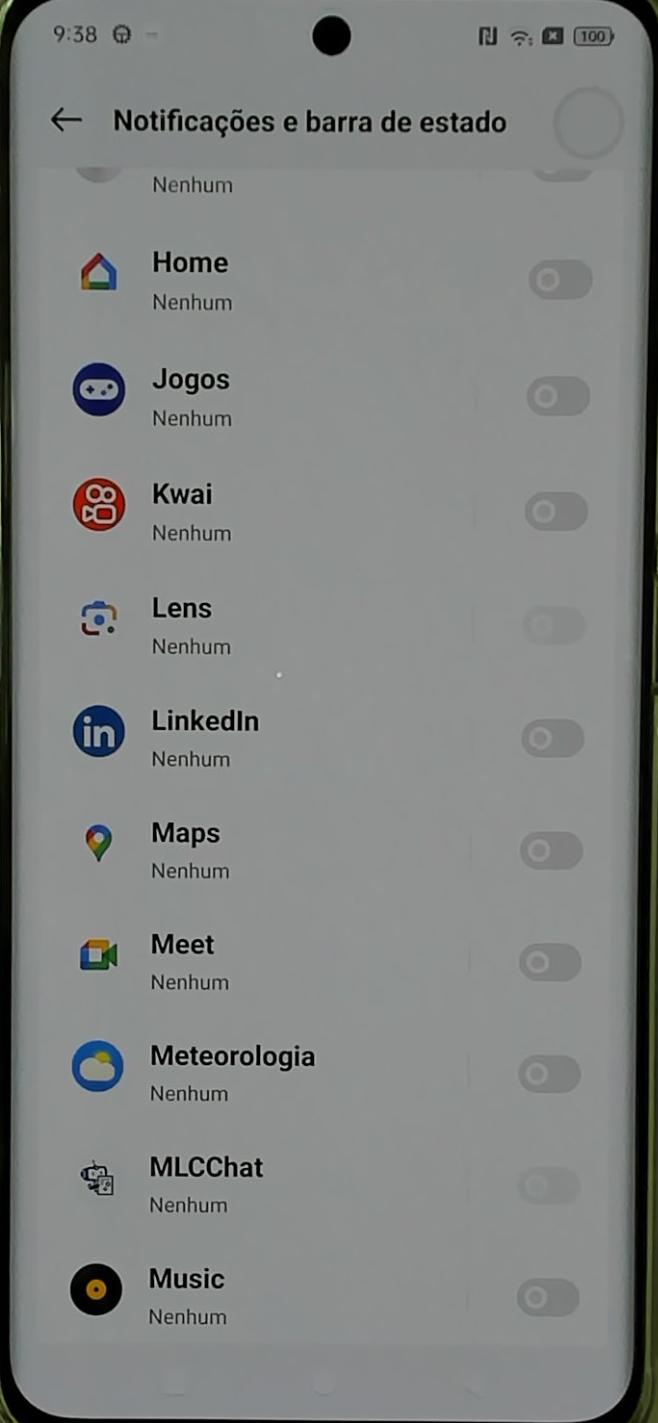 9:38
100
Notificações e barra de estado
Nenhum
Home
Nenhum
Jogos
Nenhum
Kwai
Nenhum
Lens
Nenhum
in
LinkedIn
Nenhum
Maps
Nenhum
Meet
Nenhum
Meteorologia
Nenhum
MLCChat
Nenhum
Music
Nenhum